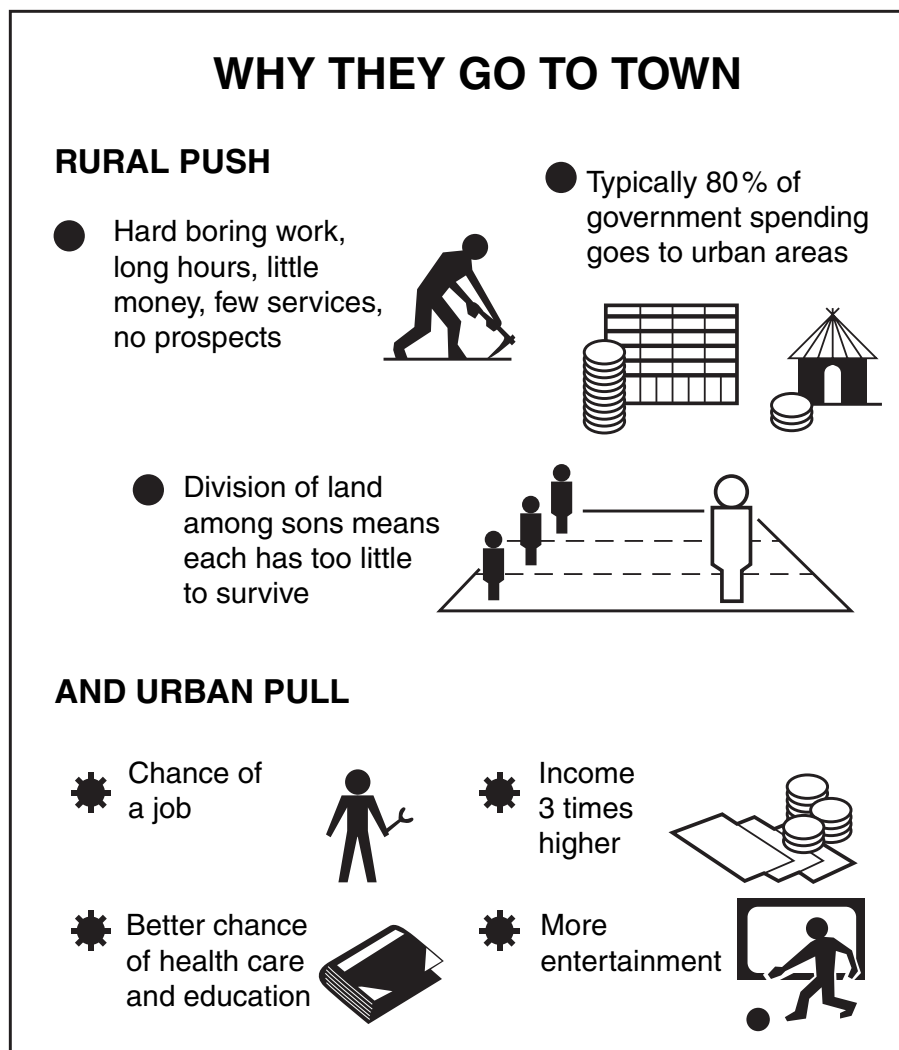 WHY THEY GO TO TOWN
RURAL PUSH
Hard boring work,
long hours, little
money, few services,
no prospects
Typically 80% of
government spending
goes to urban areas
Division of land
among sons means
each has too little
to survive
AND URBAN PULL
Chance of
a job
Income
3 times
higher
Better chance
of health care
and education
More
entertainment